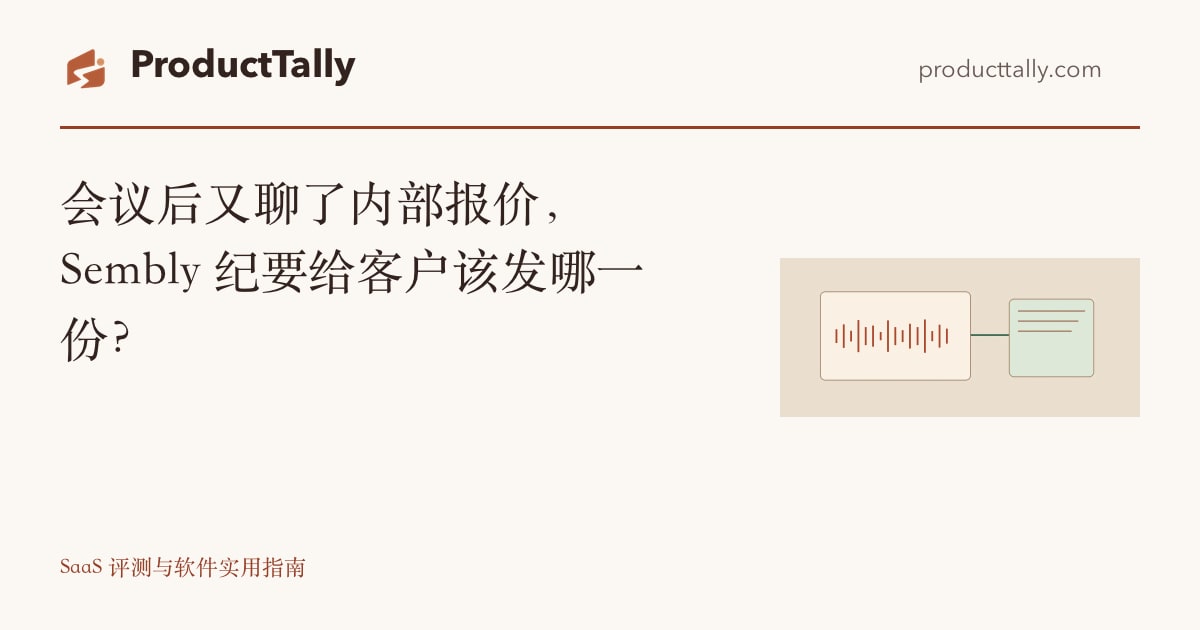 ProductTally
producttally.com
会议后又聊了内部报价，
Sembly 纪要给客户该发哪一
份？
SaaS 评测与软件实用指南